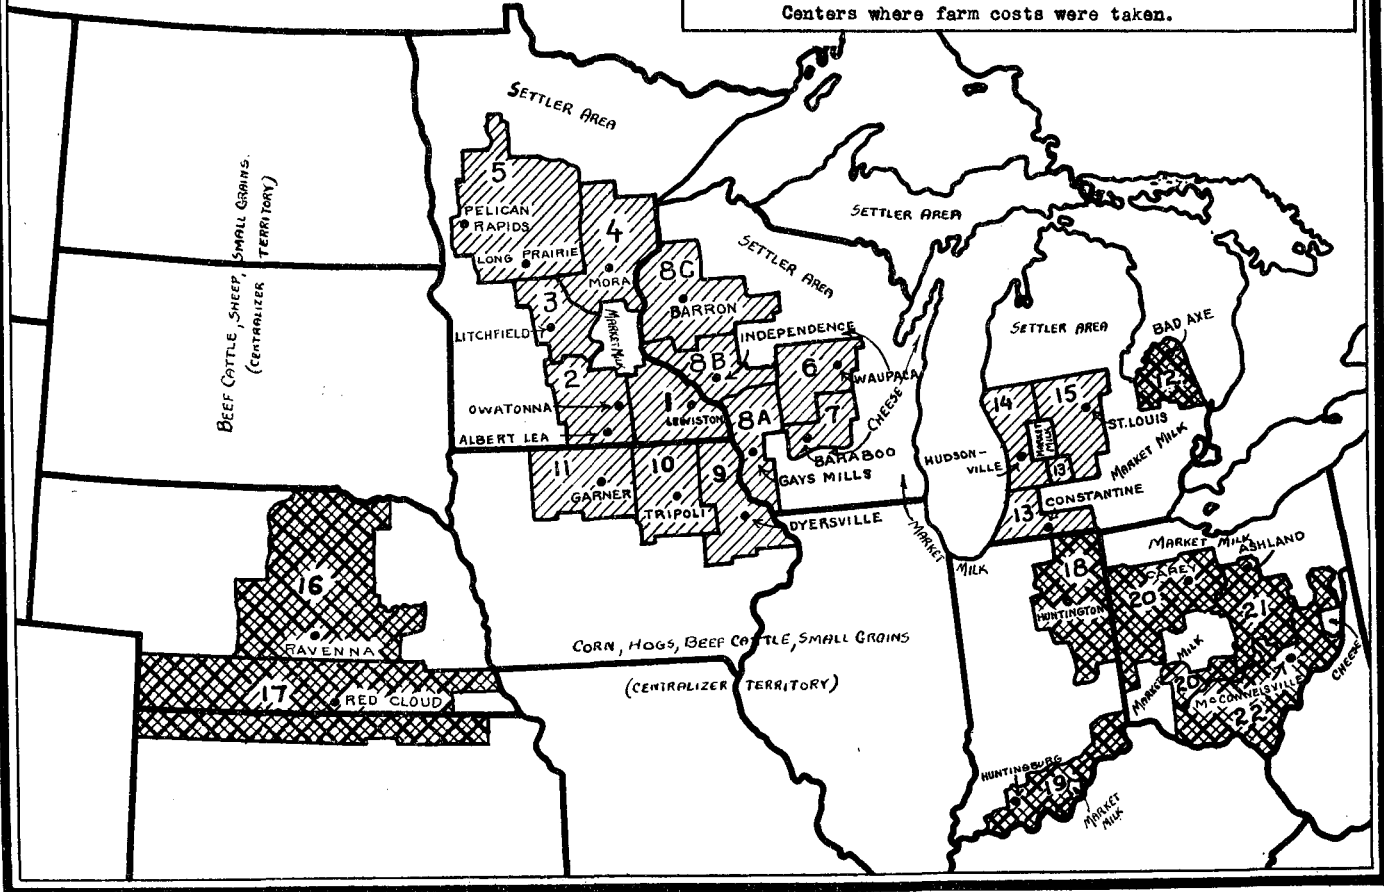 Centers where farm costs were taken.
SETTLER AREA
5
PELICAN
RAPIDS
LONG PRAIRIE
4
MORA
SETTLER AREA
SETTLER AREA
BEEF CATTLE, SHEEP, SMALL GRAINS.
(CENTRALIZER TERRITORY)
3
LITCHFIELD
MARKET MILK
8C
BARRON
INDEPENDENCE
8B
6
WAUPACA
CHEESE
7
BARABOO
2
OWATONNA
ALBERT LEA
1
LEWISTON
8A
GAYS MILLS
SETTLER AREA
BAD AXE
12
14
15
ST. LOUIS
MARKET MILK
HUDSON-
VILLE
MARKET MILK
13
CONSTANTINE
13
11
GARNER
10
TRIPOLI
9
DYERSVILLE
MARKET
MILK
MARKET MILK
ASHLAND
18
HUNTINGTON
CAREY
20
21
MARKET MILK
20
McCONNELSVILLE
22
CHEESE
16
RAVENNA
17
RED CLOUD
CORN, HOGS, BEEF CATTLE, SMALL GRAINS
(CENTRALIZER TERRITORY)
HUNTINGBURG
19
MARKET
MILK